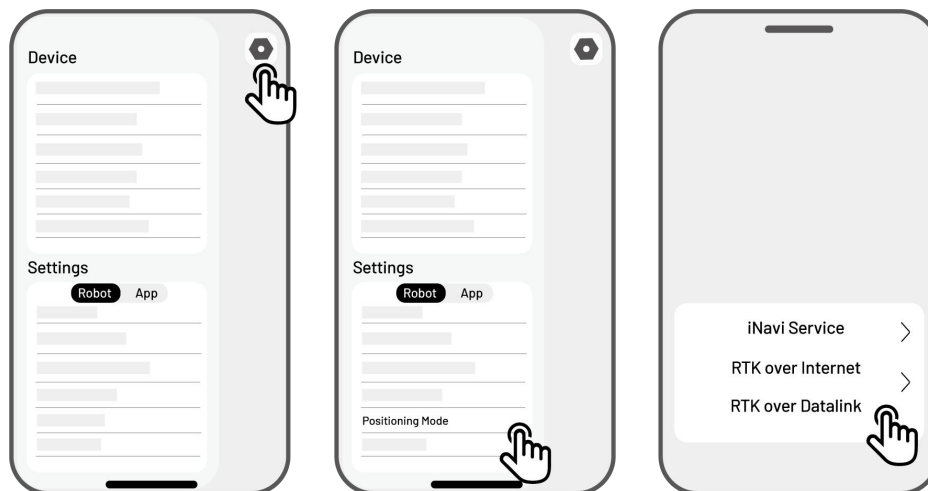 Device
Settings
Robot App
Device
Settings
Robot App
Positioning Mode
iNavi Service
RTK over Internet
RTK over Datalink